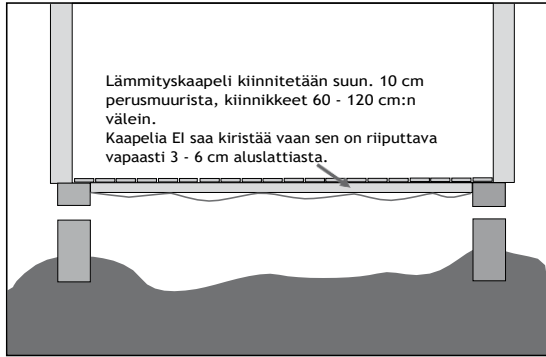 Lämmityskaapeli kiinnitetään suun. 10 cm
perusmuurista, kiinnikkeet 60 - 120 cm:n
välein.
Kaapelia EI saa kiristää vaan sen on riiputtava
vapaasti 3 - 6 cm aluslattiasta.